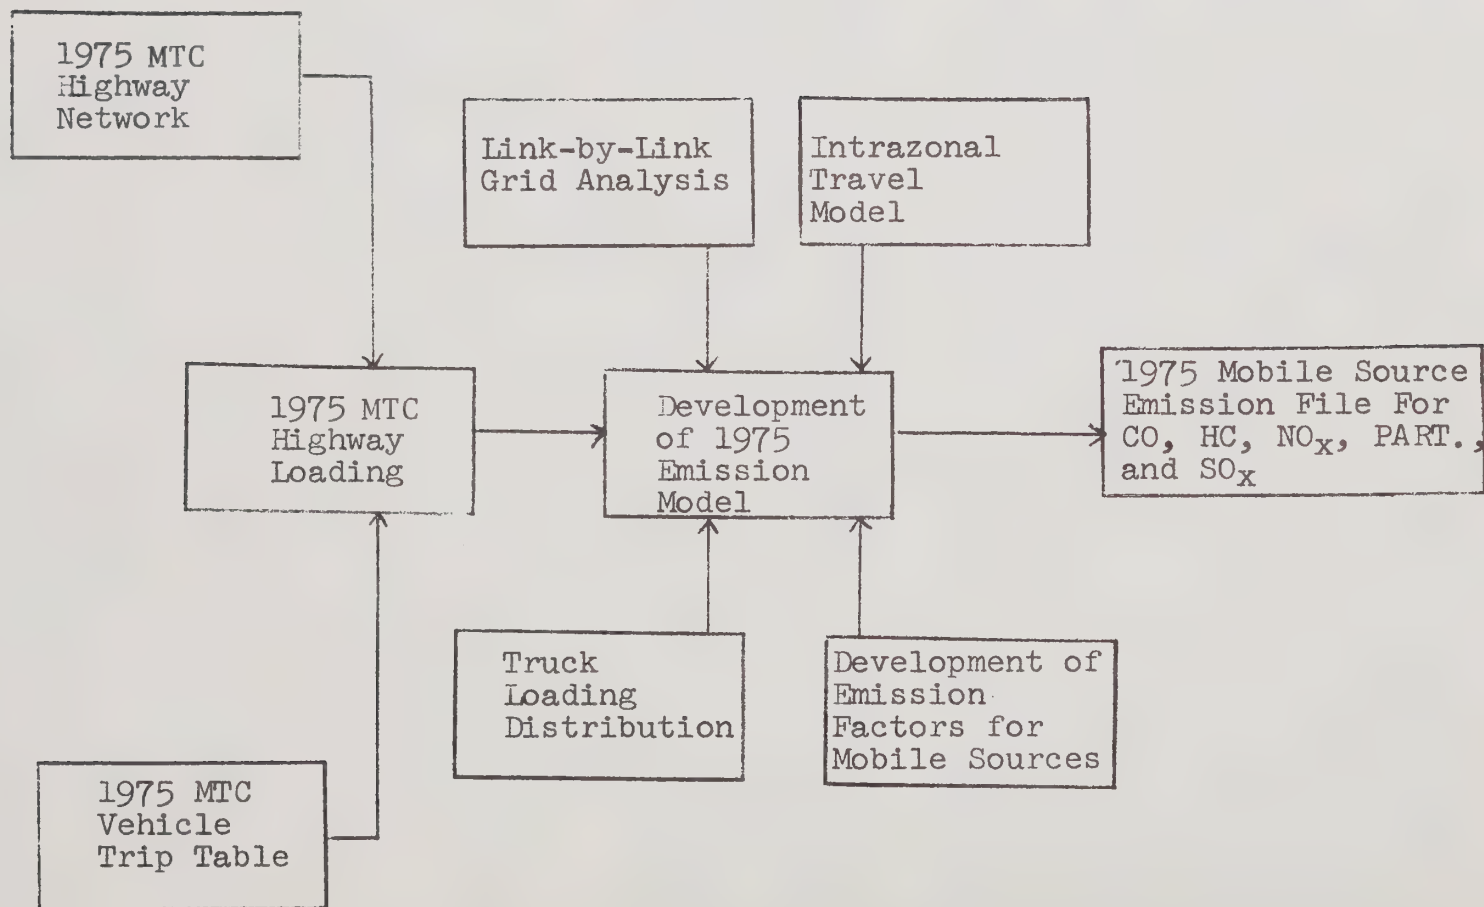 1975 MTC
Highway
Network
Link-by-Link
Grid Analysis
Intrazonal
Travel
Model
1975 MTC
Highway
Loading
Development
of 1975
Emission
Model
1975 Mobile Source
Emission File For
CO, HC, NOX, PART.,
and SOX
Truck
Loading
Distribution
Development of
Emission
Factors for
Mobile Sources
1975 MTC
Vehicle
Trip Table